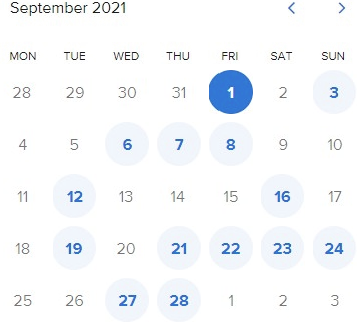 September 2021
MON TUE WED THU FRI SAT SUN
28 29 30 31 1 2 3
4 5 6 7 8 9 10
11 12 13 14 15 16 17
18 19 20 21 22 23 24
25 26 27 28 1 2 3